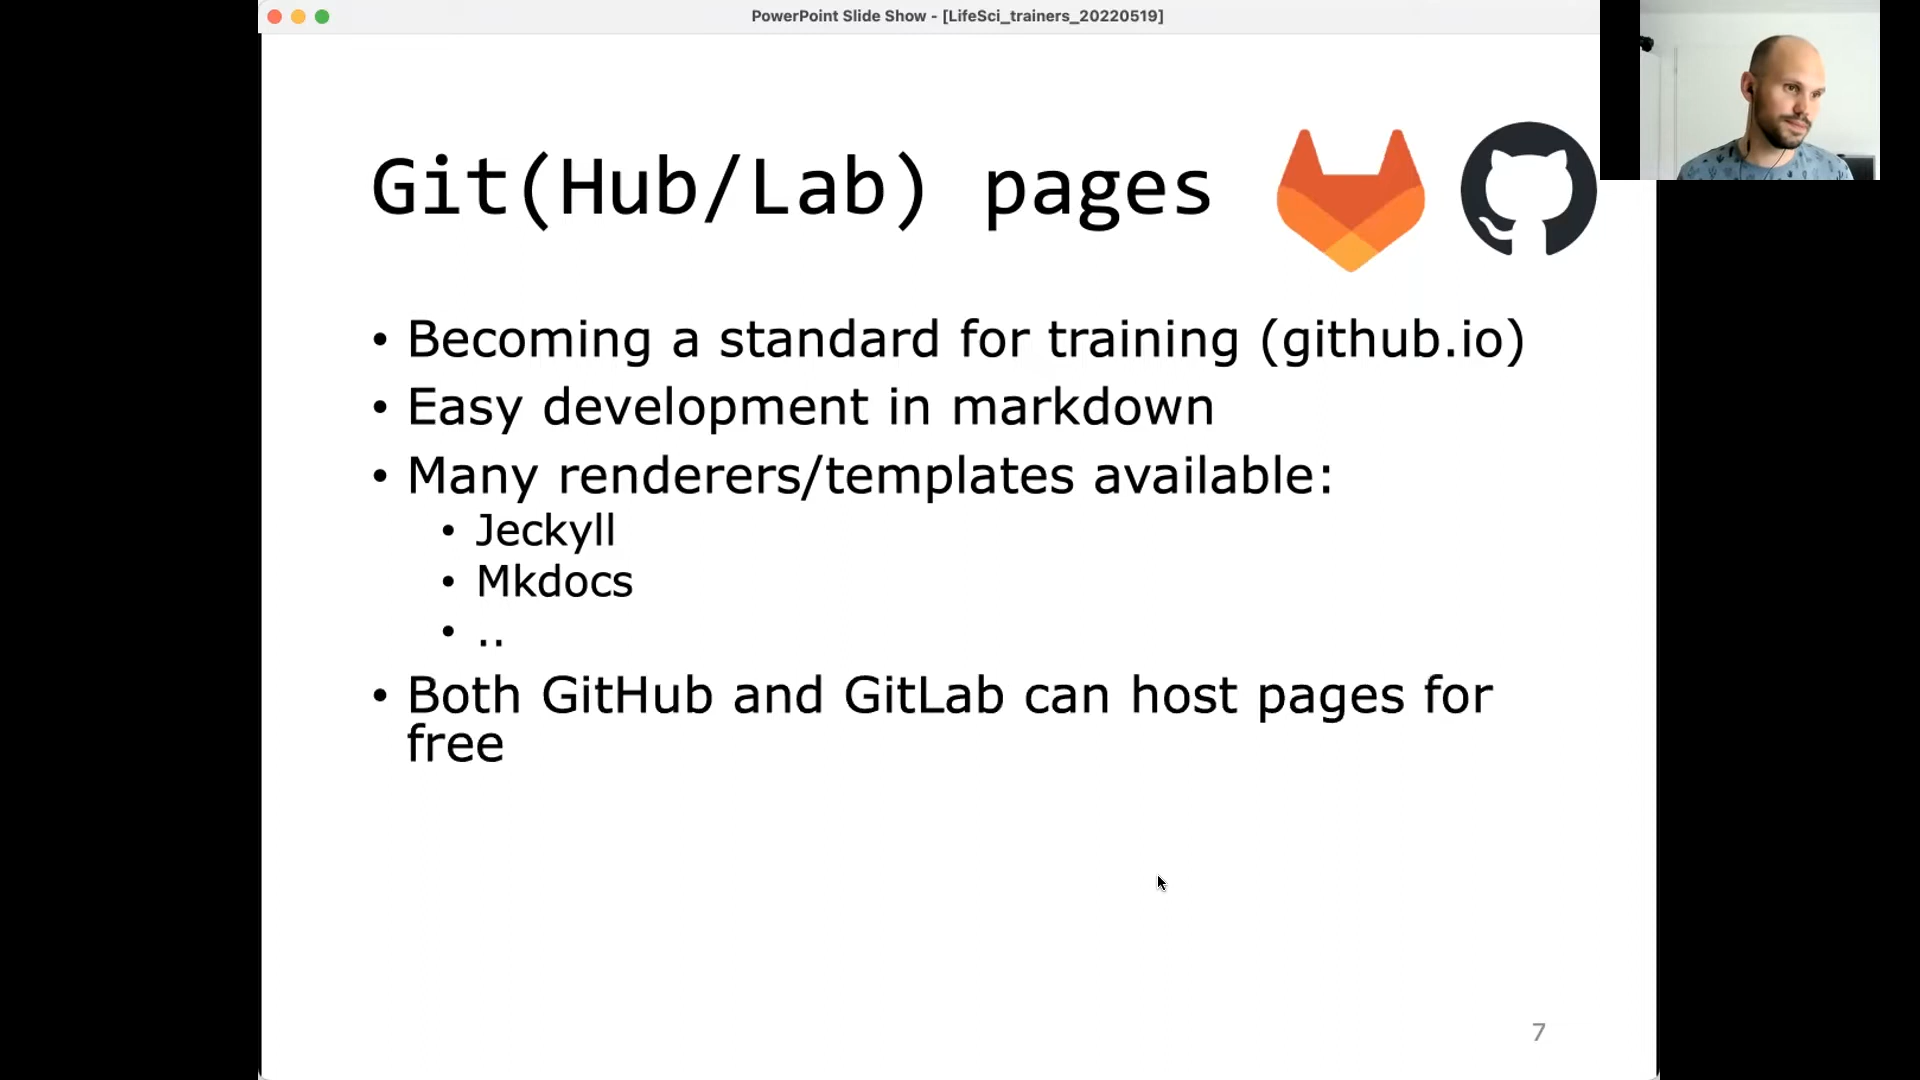 PowerPoint Slide Show - [LifeSci_trainers_20220519]
Git(Hub/Lab) pages
• Becoming a standard for training (github.io)
• Easy development in markdown
• Many renderers/templates available:
• Jeckyll
• Mkdocs
• ..
• Both GitHub and GitLab can host pages for
free
7